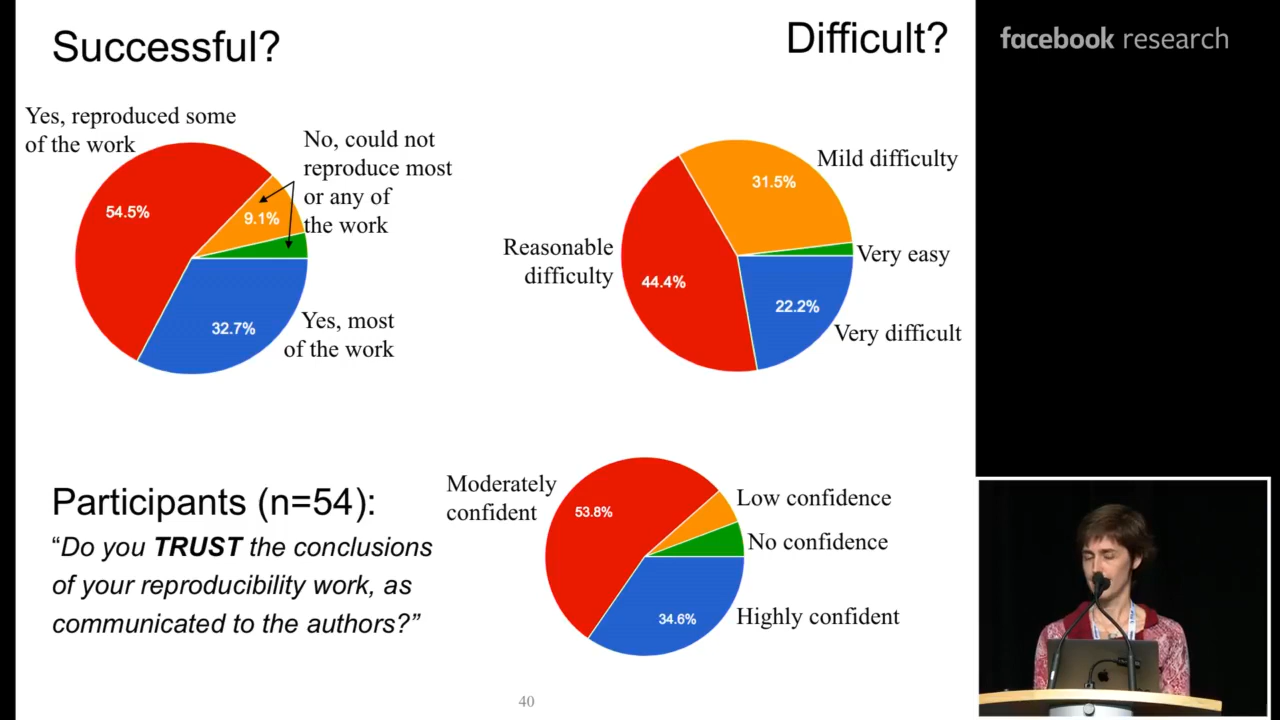 Successful?
Difficult?
facebook research
Yes, reproduced some
of the work
No, could not
reproduce most
or any of
the work
54.5%
9.1%
32.7%
Yes, most
of the work
Mild difficulty
31.5%
Reasonable
difficulty
44.4%
Very easy
22.2%
Very difficult
Participants (n=54):
“Do you TRUST the conclusions
of your reproducibility work, as
communicated to the authors?”
Moderately
confident
53.8%
Low confidence
No confidence
34.6%
Highly confident
40